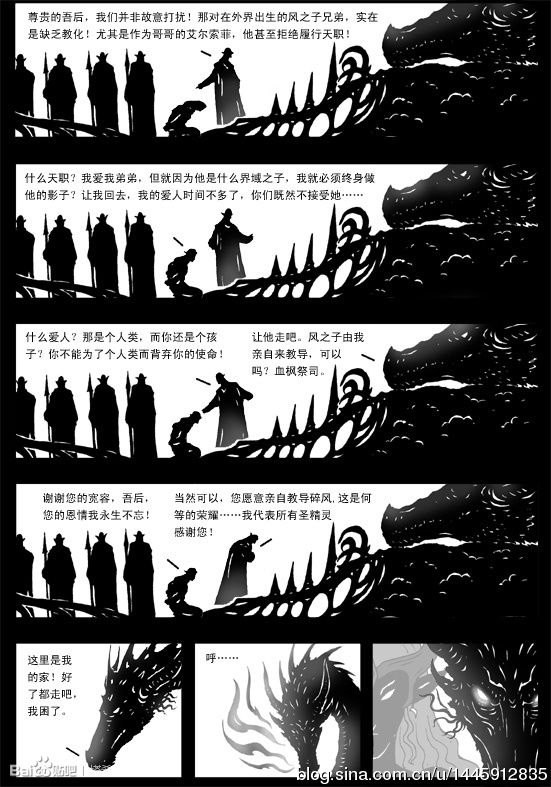 尊贵的吾后，我们并非故意打扰！那对在外界出生的风之子兄弟，实在
是缺乏教化！尤其是作为哥哥的艾尔索菲，他甚至拒绝履行天职！
什么天职？我爱我弟弟，但就因为他是什么界域之子，我就必须终身做
他的影子？让我回去，我的爱人时间不多了，你们既然不接受她……
什么爱人？那是个人类，而你还是个孩
子？你不能为了个人类而背弃你的使命！
让他走吧。风之子由我
亲自来教导，可以
吗？血枫祭司。
谢谢您的宽容，吾后，
您的恩情我永生不忘！
当然可以，您愿意亲自教导碎风,这是何
等的荣耀……我代表所有圣精灵
感谢您！
这里是我
的家！好
了都走吧，
我困了。
呼……
Bai度贴吧
blog.sina.com.cn/u/1445912835